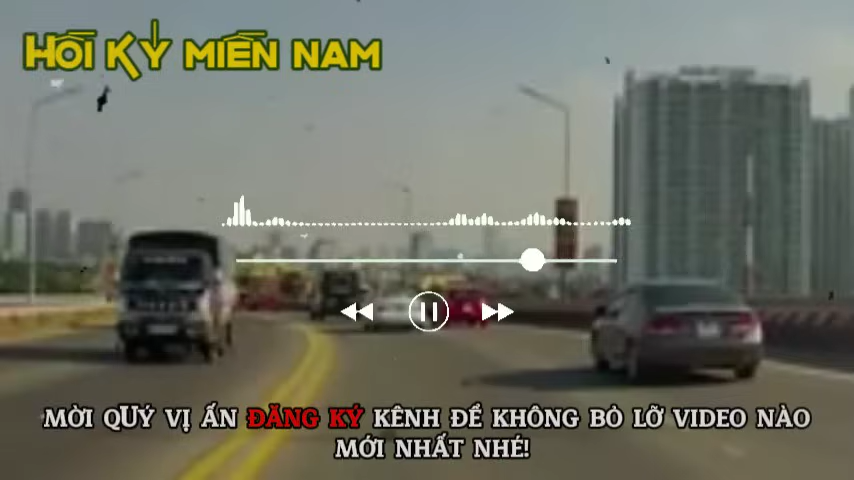 HỒI KÝ MIỀN NAM
MỜI QUÝ VỊ ẤN ĐĂNG KÝ KÊNH ĐỂ KHÔNG BỎ LỠ VIDEO NÀO
MỚI NHẤT NHÉ!